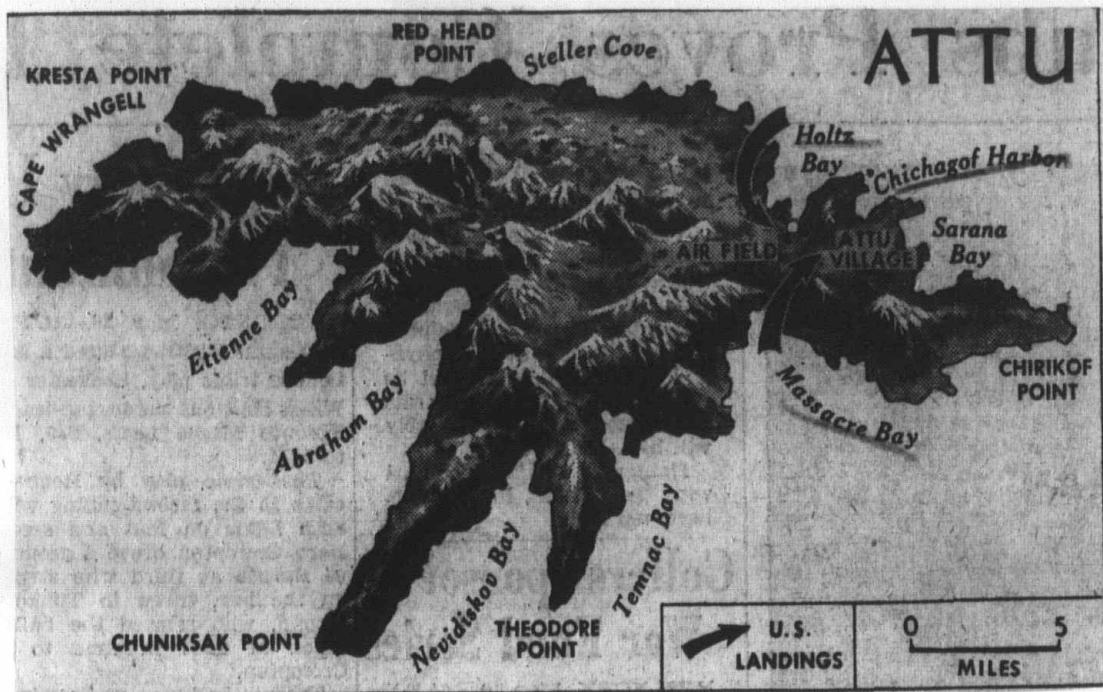 ATTU
RED HEAD
POINT
Steller Cove
KRESTA POINT
CAPE WRANGELL
Holtz
Bay
Chichagof Harbor
Sarana
Bay
AIR FIELD
ATTU
VILLAGE
CHIRIKOF
POINT
Massacre Bay
Etienne Bay
Abraham Bay
Temnac Bay
Nevidiskov Bay
CHUNIKSAK POINT
THEODORE
POINT
U.S.
LANDINGS
0 5
MILES